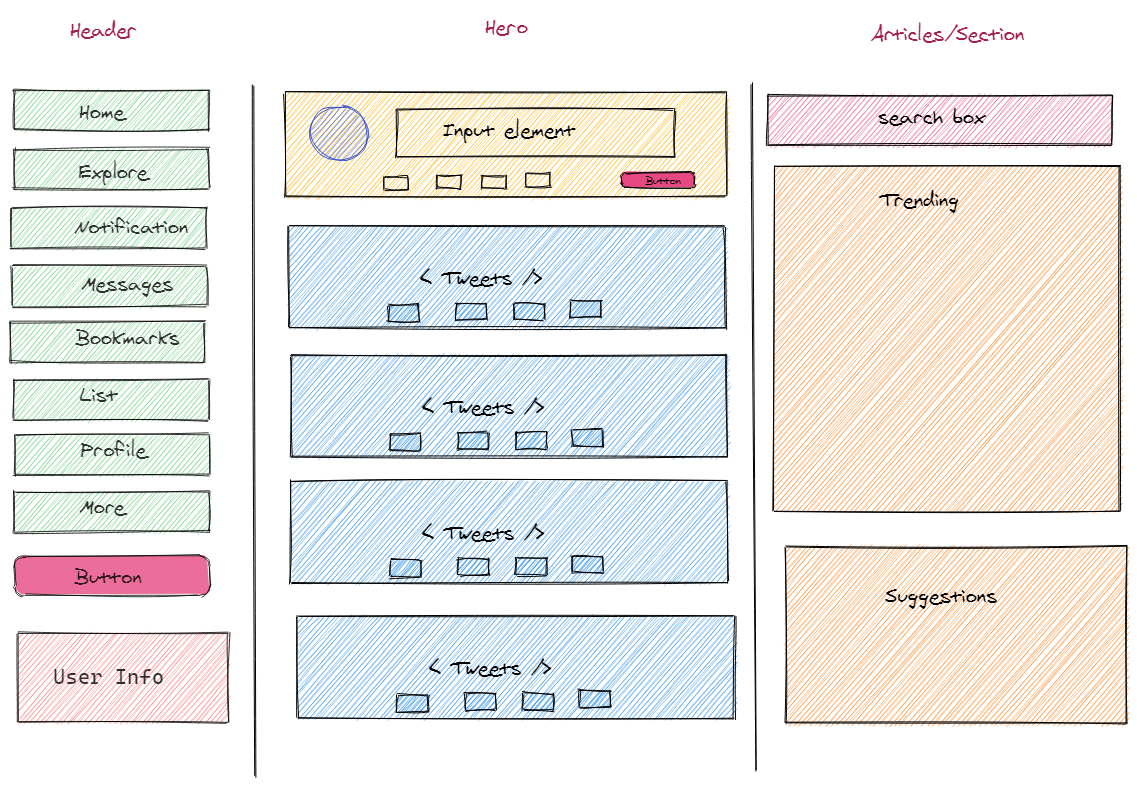 Header
Hero
Articles/Section
Home
Explore
Notification
Messages
Bookmarks
List
Profile
More
Button
User Info
Input element
Button
< Tweets />
< Tweets />
< Tweets />
< Tweets />
search box
Trending
Suggestions